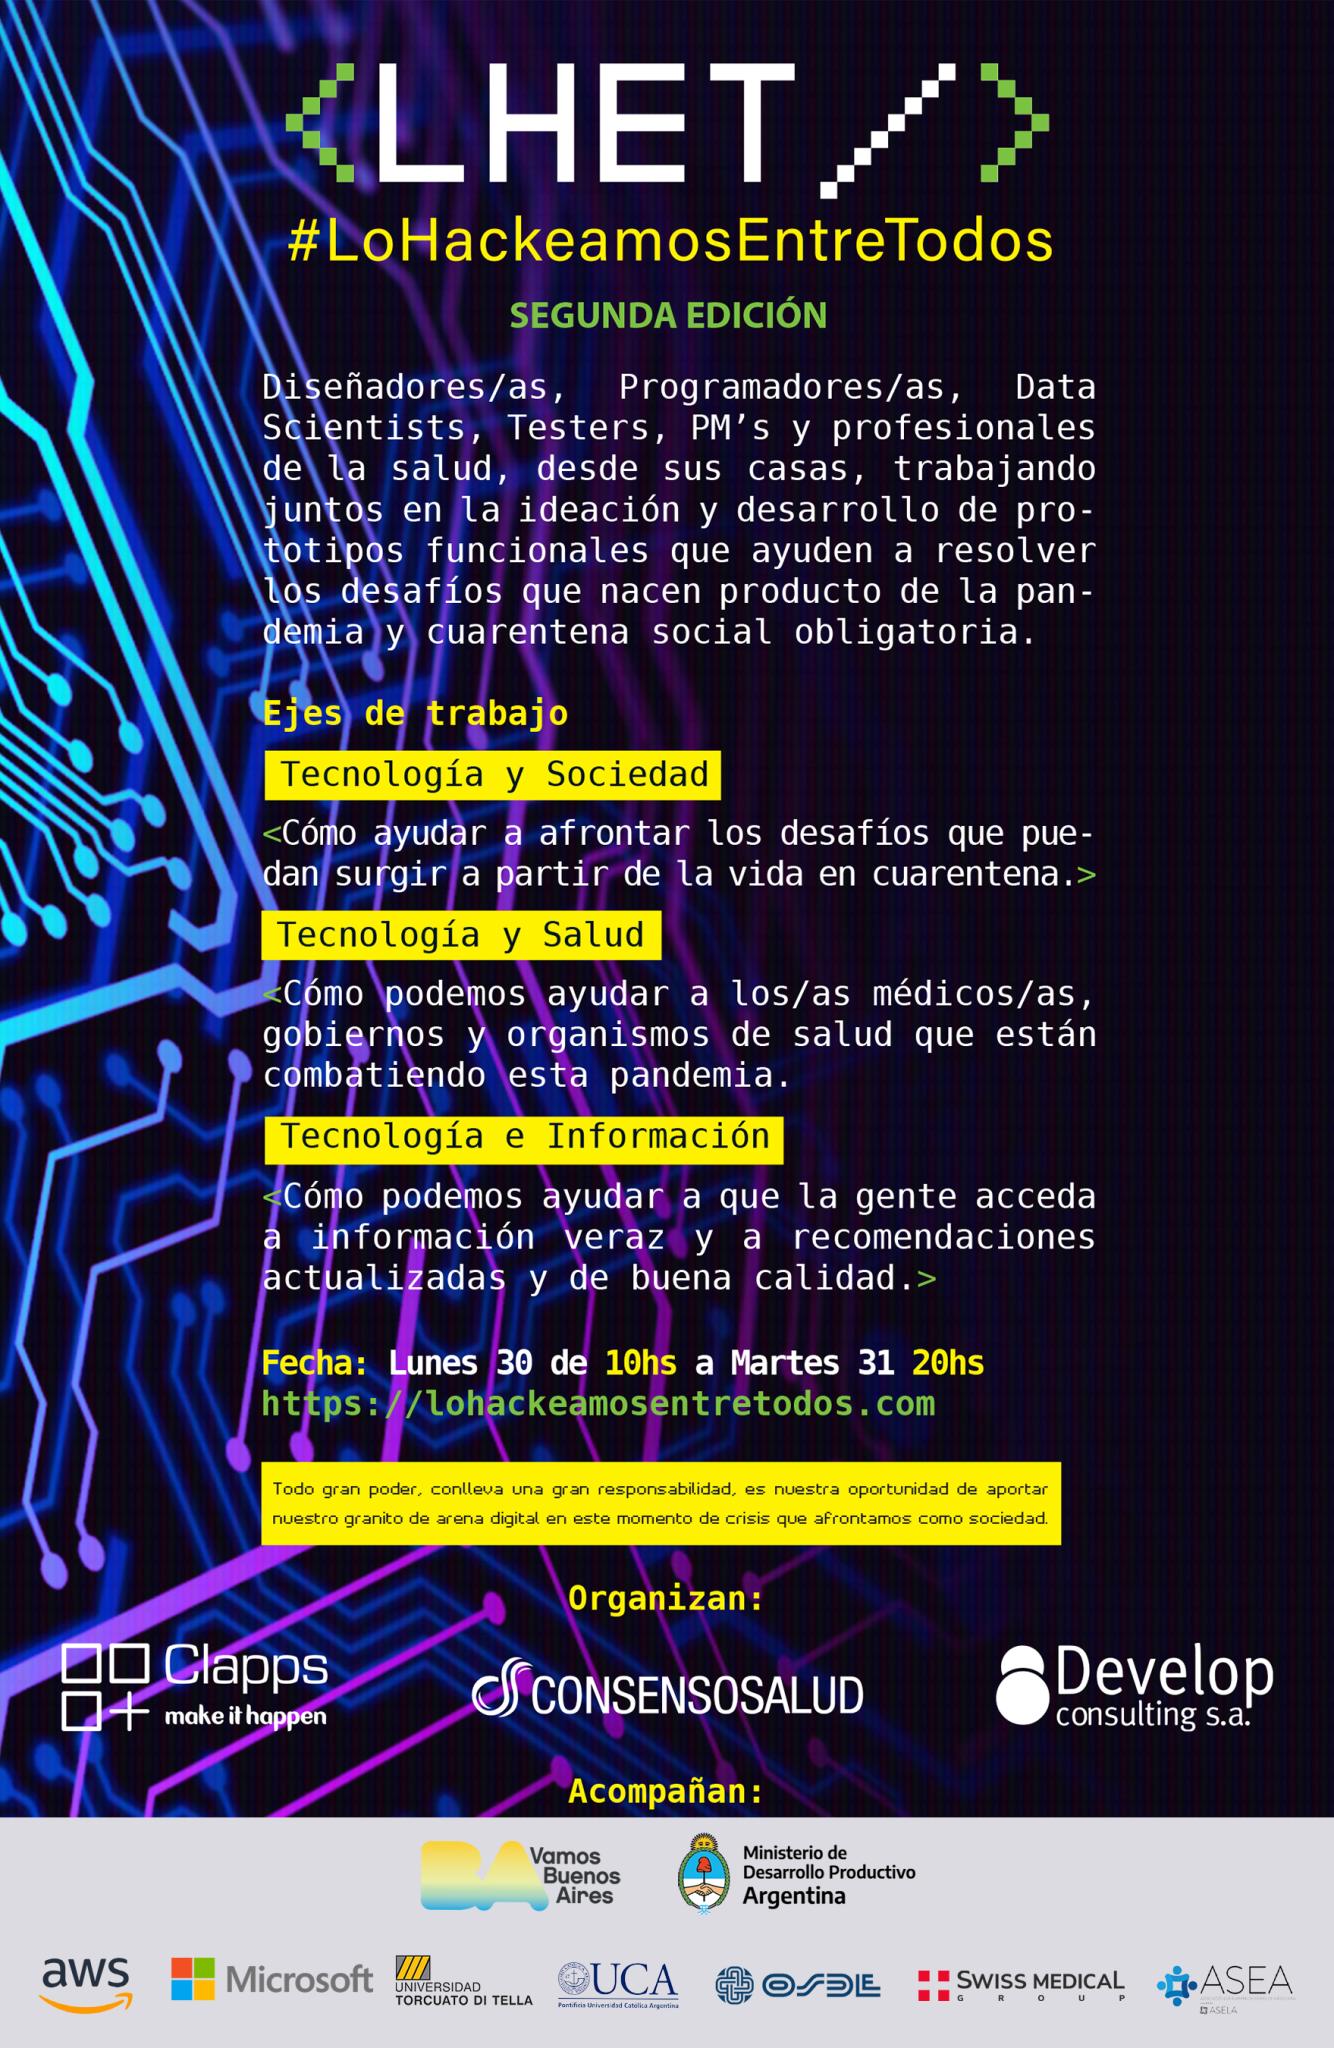 <LHET/>
#LoHackeamosEntreTodos
SEGUNDA EDICIÓN
Diseñadores/as, Programadores/as, Data
Scientists, Testers, PM’s y profesionales
de la salud, desde sus casas, trabajando
juntos en la ideación y desarrollo de pro-
totipos funcionales que ayuden a resolver
los desafíos que nacen producto de la pan-
demia y cuarentena social obligatoria.
Ejes de trabajo
Tecnología y Sociedad
<Cómo ayudar a afrontar los desafíos que pue-
dan surgir a partir de la vida en cuarentena.>
Tecnología y Salud
<Cómo podemos ayudar a los/as médicos/as,
gobiernos y organismos de salud que están
combatiendo esta pandemia.
Tecnología e Información
<Cómo podemos ayudar a que la gente acceda
a información veraz y a recomendaciones
actualizadas y de buena calidad.>
Fecha: Lunes 30 de 10hs a Martes 31 20hs
https://lohackeamosentretodos.com
Todo gran poder, conlleva una gran responsabilidad, es nuestra oportunidad de aportar
nuestro granito de arena digital en este momento de crisis que afrontamos como sociedad.
Organizan:
Clapps
make it happen
CONSENSOSALUD
Develop
consulting s.a.
Acompañan:
BA Vamos
Buenos
Aires
Ministerio de
Desarrollo Productivo
Argentina
aws
Microsoft
UNIVERSIDAD
TORCUATO DI TELLA
UCA
Pontificia Universidad Católica Argentina
OSDE
SWISS MEDICAL
GROUP
ASEA
ASELA